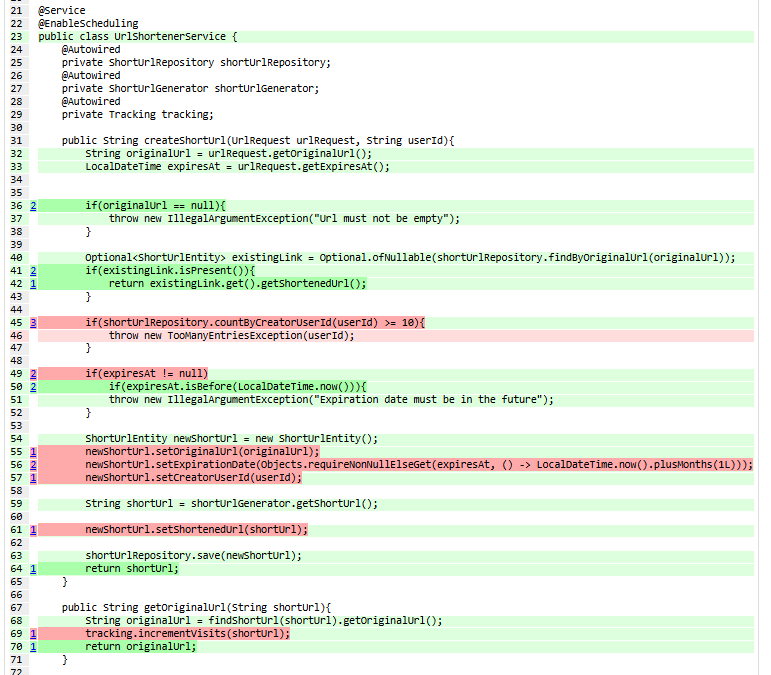 21 @Service
22 @EnableScheduling
23 public class UrlShortenerService {
24 @Autowired
25 private ShortUrlRepository shortUrlRepository;
26 @Autowired
27 private ShortUrlGenerator shortUrlGenerator;
28 @Autowired
29 private Tracking tracking;
30
31 public String createShortUrl(UrlRequest urlRequest, String userId){
32 String originalUrl = urlRequest.getOriginalUrl();
33 LocalDateTime expiresAt = urlRequest.getExpiresAt();
34
35
36 2 if(originalUrl == null){
37 throw new IllegalArgumentException("Url must not be empty");
38 }
39
40 Optional<ShortUrlEntity> existingLink = Optional.ofNullable(shortUrlRepository.findByOriginalUrl(originalUrl));
41 2 if(existingLink.isPresent()){
42 1 return existingLink.get().getShortenedUrl();
43 }
44
45 3 if(shortUrlRepository.countByCreatorUserId(userId) >= 10){
46 throw new TooManyEntriesException(userId);
47 }
48
49 2 if(expiresAt != null)
50 2 if(expiresAt.isBefore(LocalDateTime.now())){
51 throw new IllegalArgumentException("Expiration date must be in the future");
52 }
53
54 ShortUrlEntity newShortUrl = new ShortUrlEntity();
55 1 newShortUrl.setOriginalUrl(originalUrl);
56 2 newShortUrl.setExpirationDate(Objects.requireNonNullElseGet(expiresAt, () -> LocalDateTime.now().plusMonths(1L)));
57 1 newShortUrl.setCreatorUserId(userId);
58
59 String shortUrl = shortUrlGenerator.getShortUrl();
60
61 1 newShortUrl.setShortenedUrl(shortUrl);
62
63 shortUrlRepository.save(newShortUrl);
64 1 return shortUrl;
65 }
66
67 public String getOriginalUrl(String shortUrl){
68 String originalUrl = findShortUrl(shortUrl).getOriginalUrl();
69 1 tracking.incrementVisits(shortUrl);
70 1 return originalUrl;
71 }
72